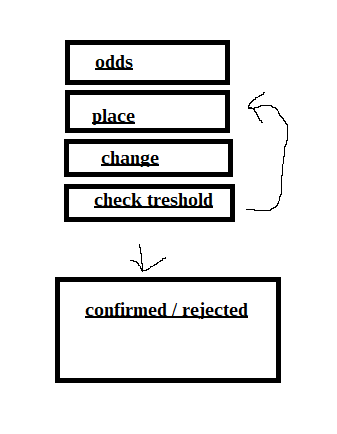 odds
place
change
check treshold
confirmed / rejected